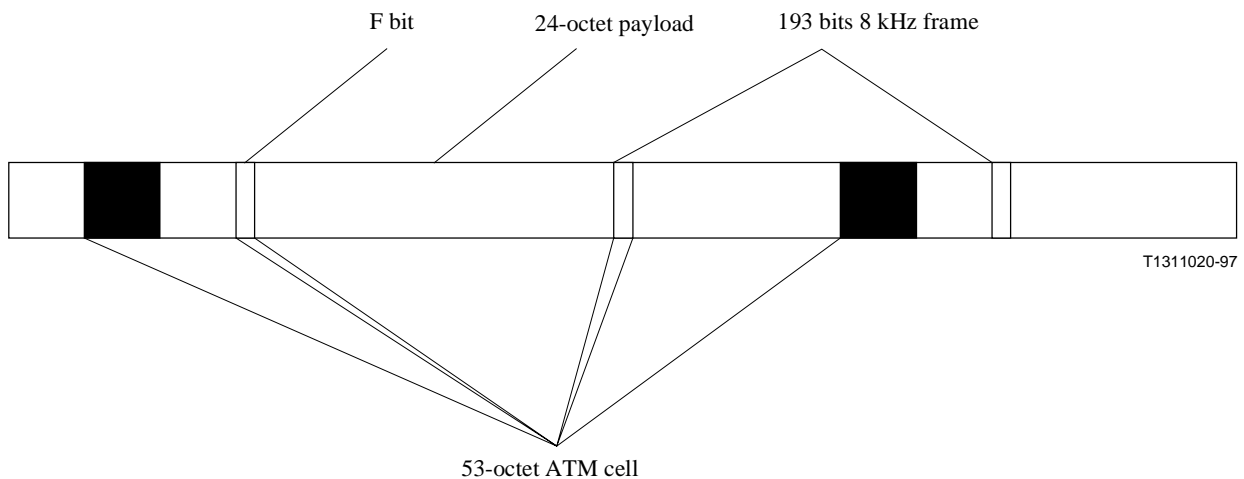 F bit
24-octet payload
193 bits 8 kHz frame
T1311020-97
53-octet ATM cell